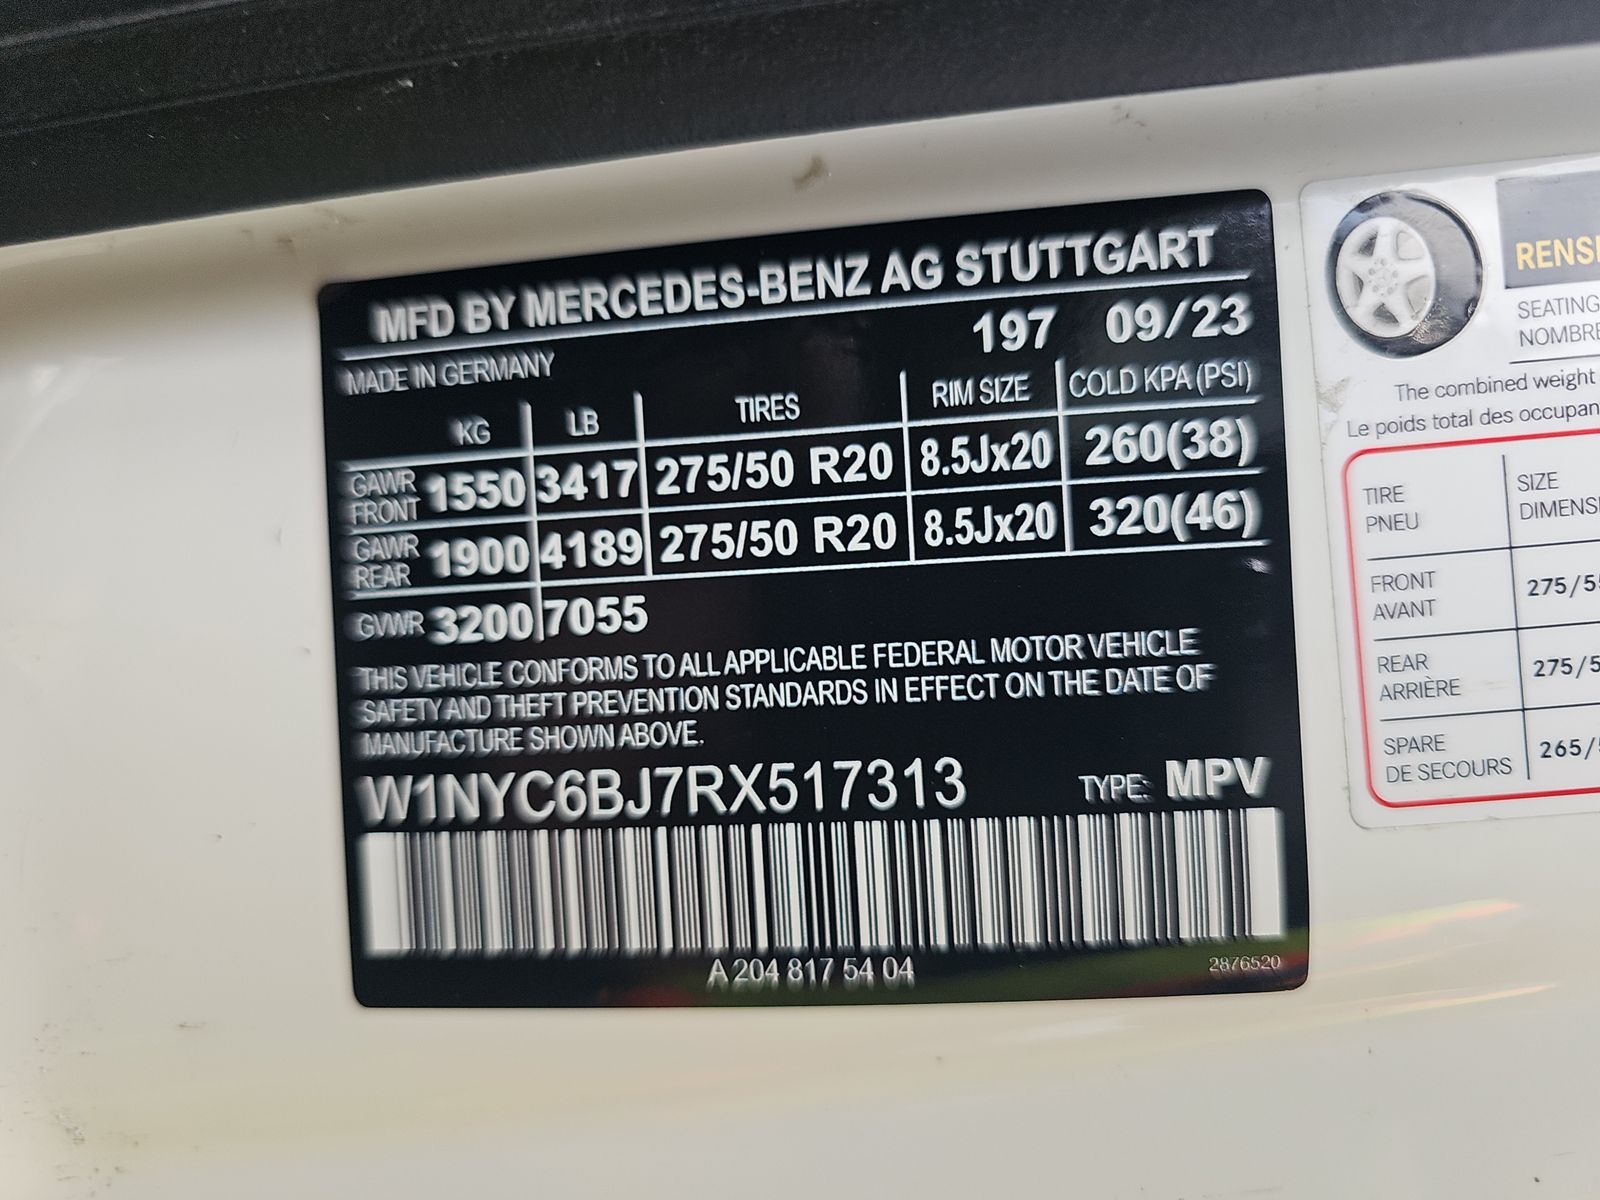 MFD BY MERCEDES-BENZ AG STUTTGART
MADE IN GERMANY 197 09/23
KG LB TIRES RIM SIZE COLD KPA (PSI)
GAWR FRONT 1550 3417 275/50 R20 8.5Jx20 260(38)
GAWR REAR 1900 4189 275/50 R20 8.5Jx20 320(46)
GVWR 3200 7055
THIS VEHICLE CONFORMS TO ALL APPLICABLE FEDERAL MOTOR VEHICLE
SAFETY AND THEFT PREVENTION STANDARDS IN EFFECT ON THE DATE OF
MANUFACTURE SHOWN ABOVE.
W1NYC6BJ7RX517313 TYPE: MPV
A 204 817 54 04 2876520
SEATING
NOMBRE
The combined weight
Le poids total des
TIRE
PNEU
SIZE
FRONT
AVANT
REAR
ARRIÈRE
SPARE
DE SECOURS